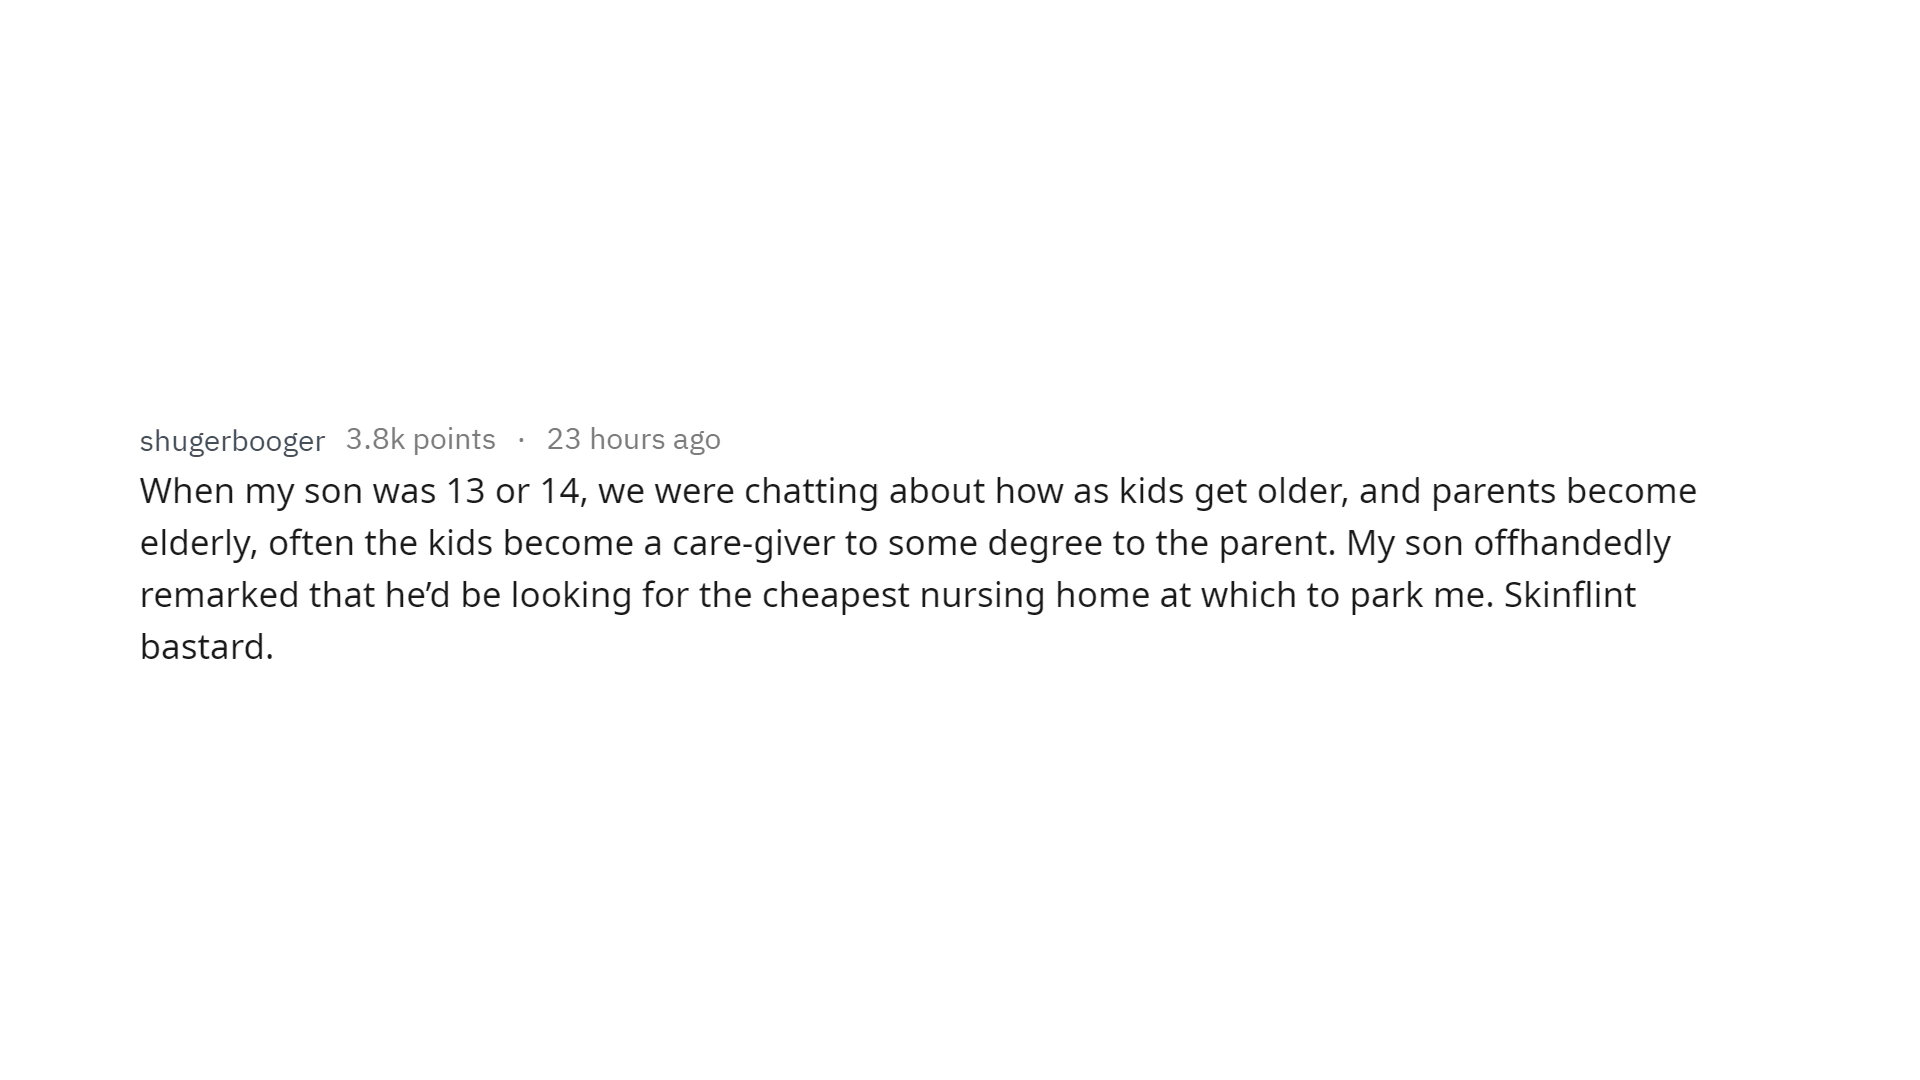 shugerbooger 3.8k points · 23 hours ago
When my son was 13 or 14, we were chatting about how as kids get older, and parents become
elderly, often the kids become a care-giver to some degree to the parent. My son offhandedly
remarked that he’d be looking for the cheapest nursing home at which to park me. Skinflint
bastard.